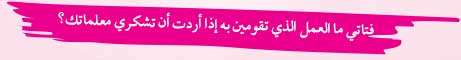 فتاتي ما العمل الذي تقومين به إذا أردت أن تشكري معلماتك؟